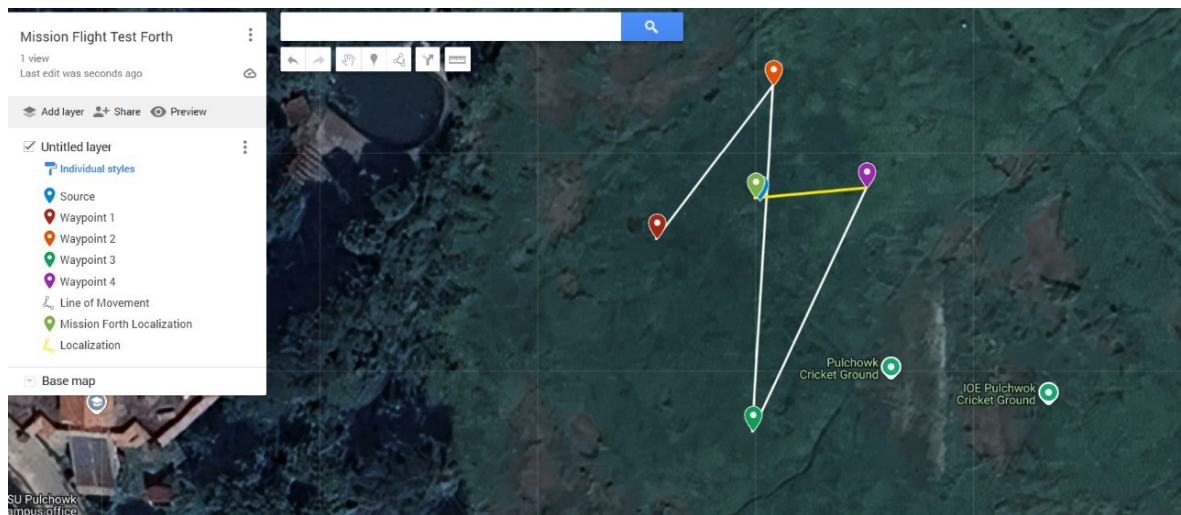 Mission Flight Test Forth
1 view
Last edit was seconds ago
Add layer Share Preview
Untitled layer
Individual styles
Source
Waypoint 1
Waypoint 2
Waypoint 3
Waypoint 4
Line of Movement
Mission Forth Localization
Localization
Base map
Pulchowk
Cricket Ground
IOE Pulchwok
Cricket Ground
SU Pulchowk
ampus office